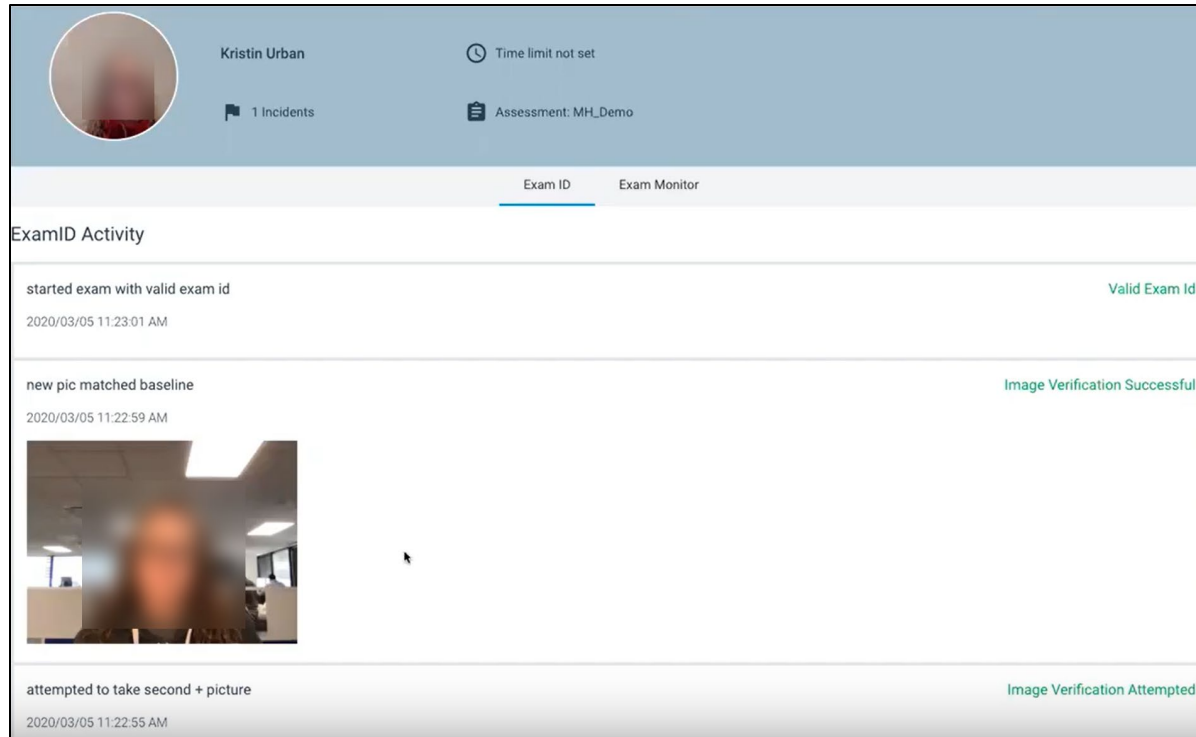 Kristin Urban
Time limit not set
1 Incidents
Assessment: MH_Demo
Exam ID
Exam Monitor
ExamID Activity
started exam with valid exam id
Valid Exam Id
2020/03/05 11:23:01 AM
new pic matched baseline
Image Verification Successful
2020/03/05 11:22:59 AM
attempted to take second + picture
Image Verification Attempted
2020/03/05 11:22:55 AM